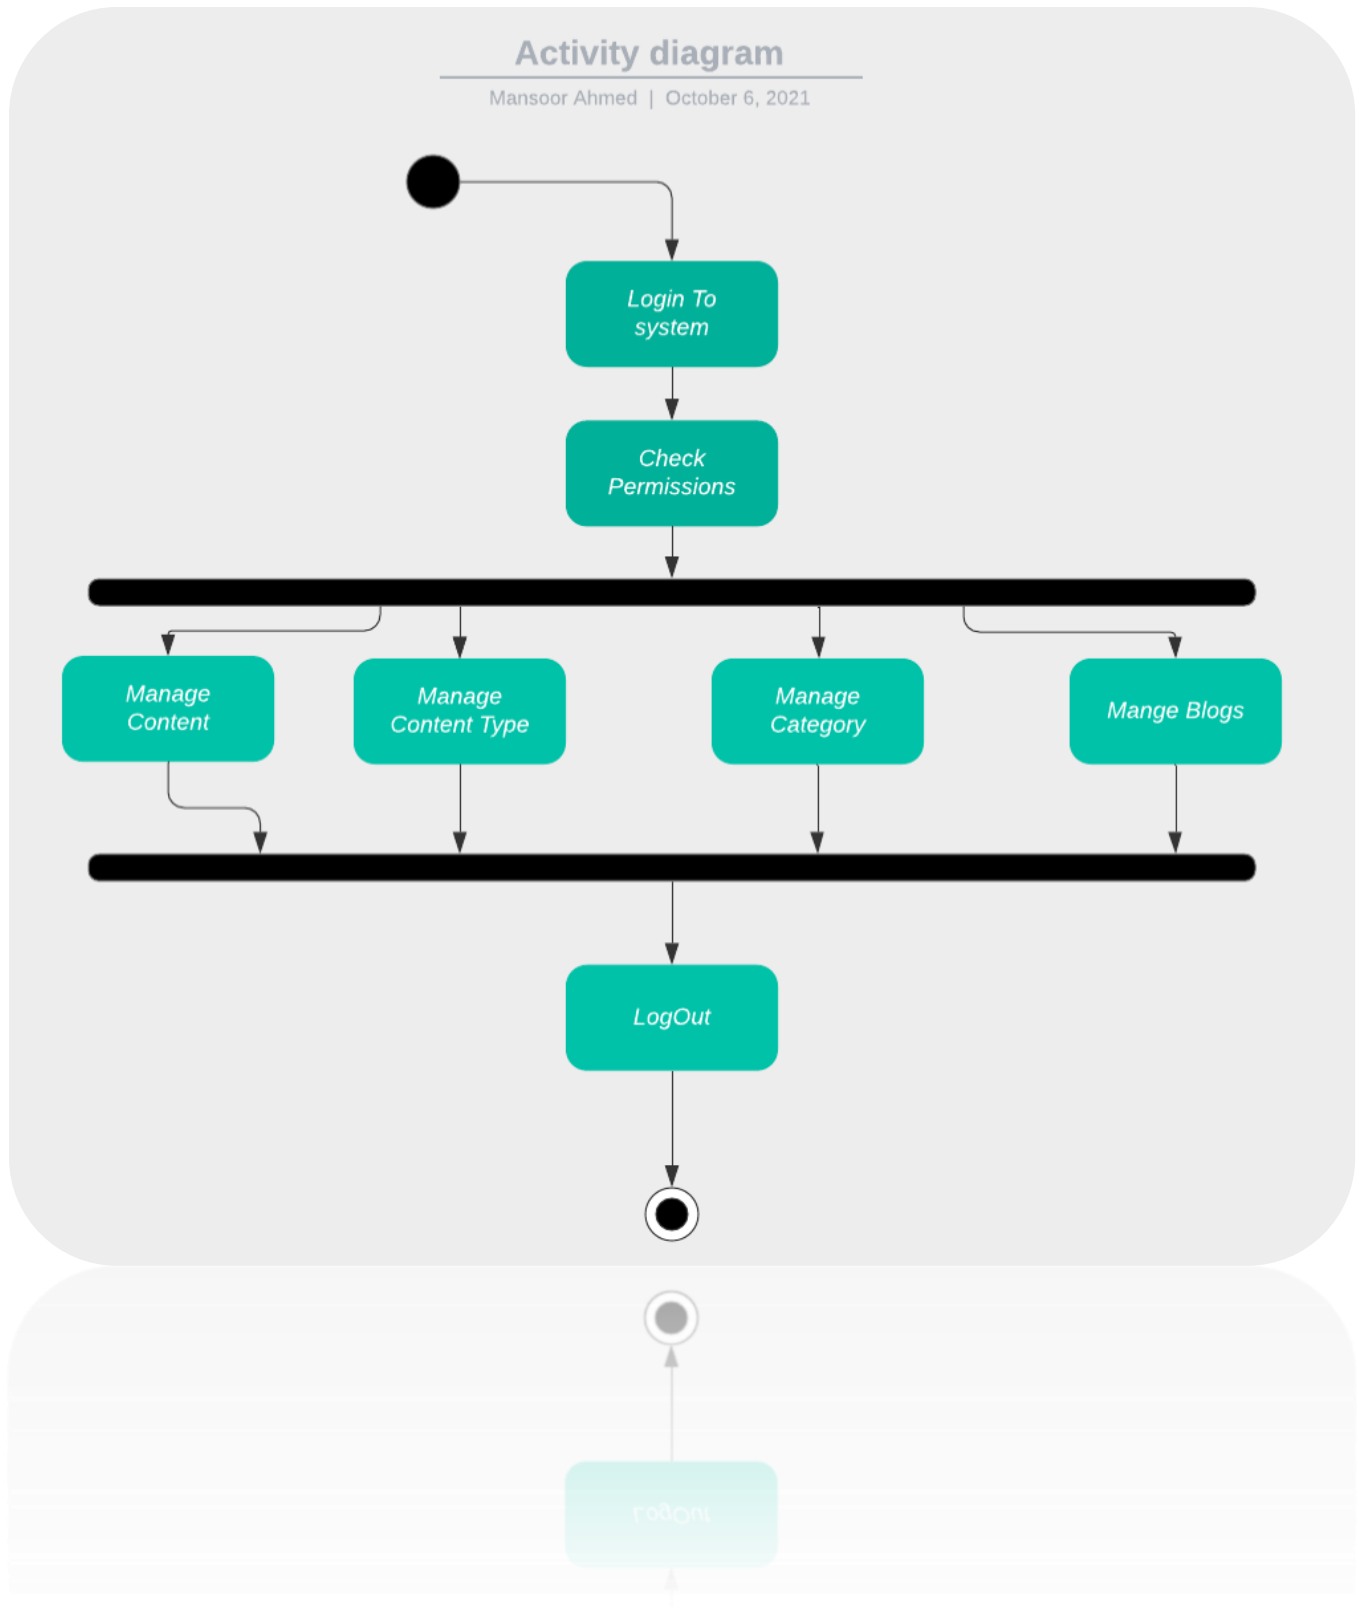 Activity diagram
Mansoor Ahmed | October 6, 2021
Login To
system
Check
Permissions
Manage
Content
Manage
Content Type
Manage
Category
Mange Blogs
LogOut
LogOut